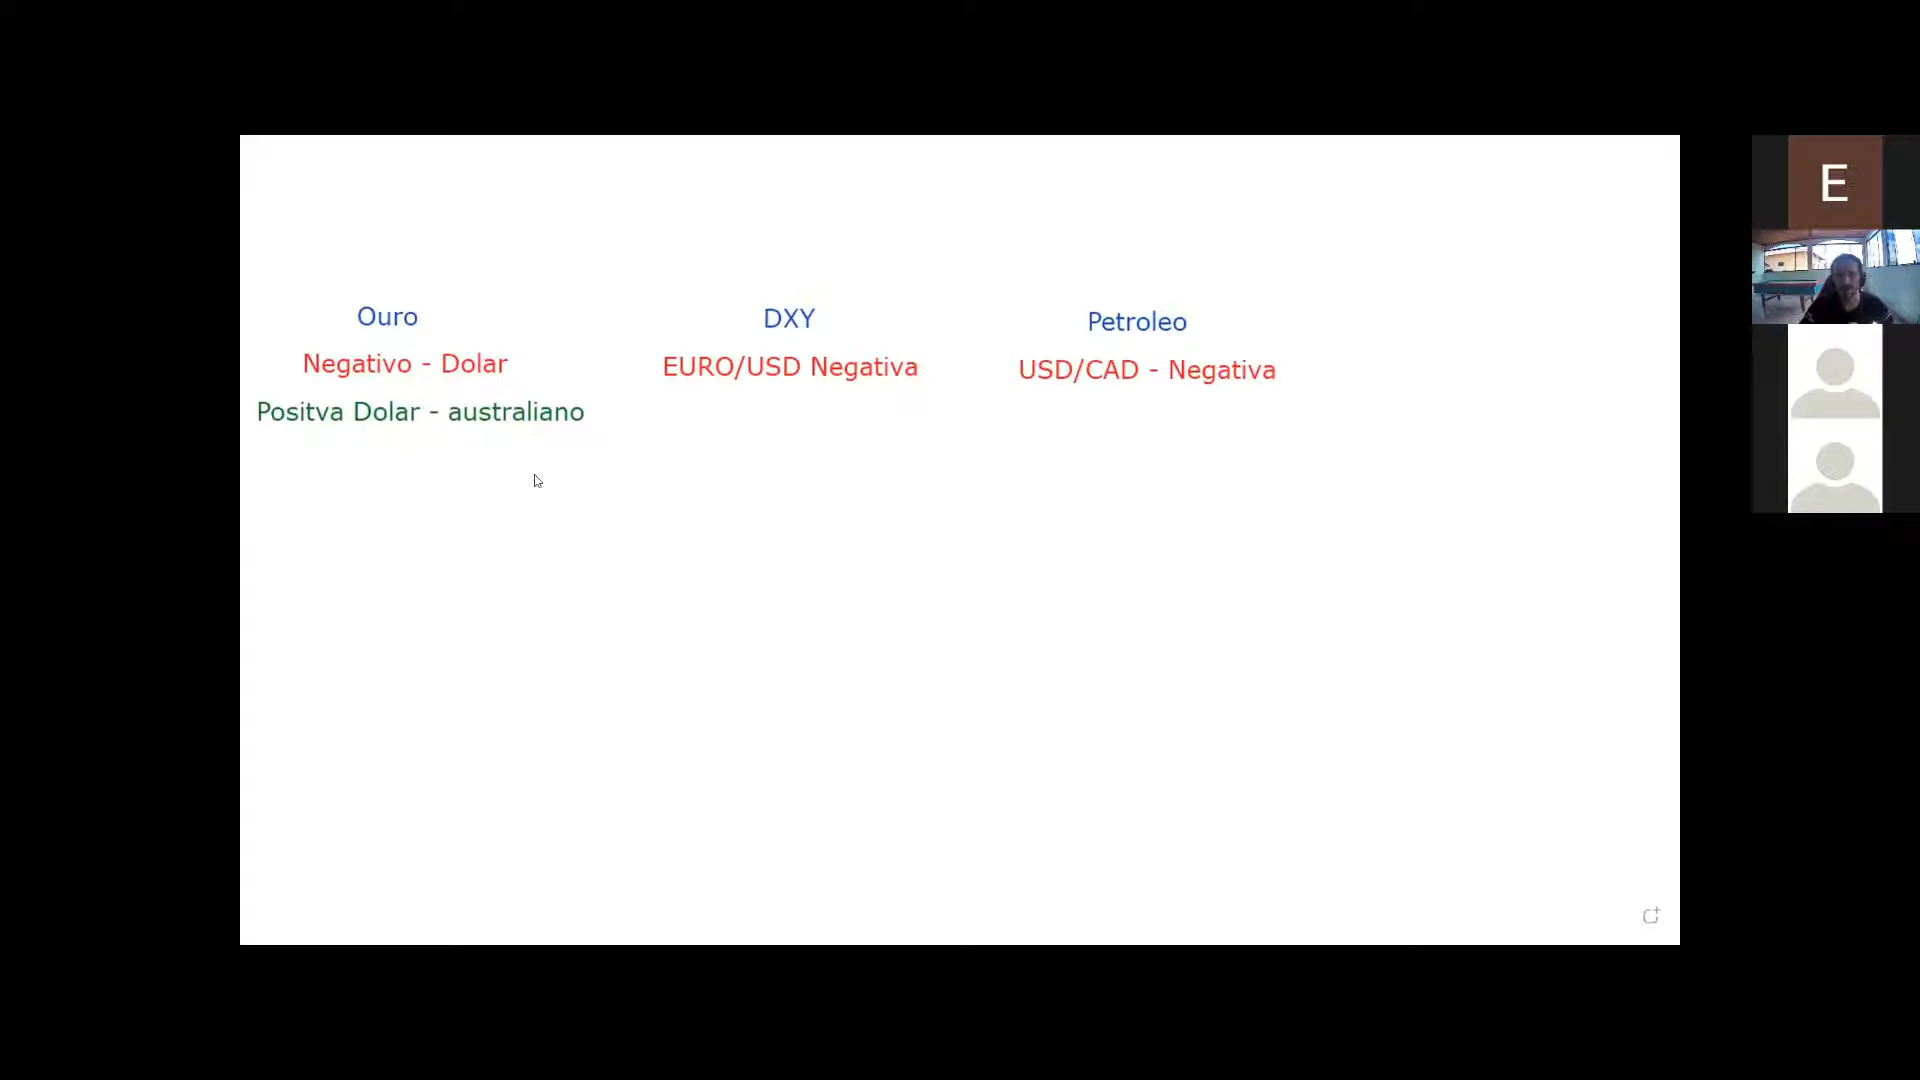 E
Ouro
DXY
Petroleo
Negativo - Dolar
EURO/USD Negativa
USD/CAD - Negativa
Positva Dolar - australiano